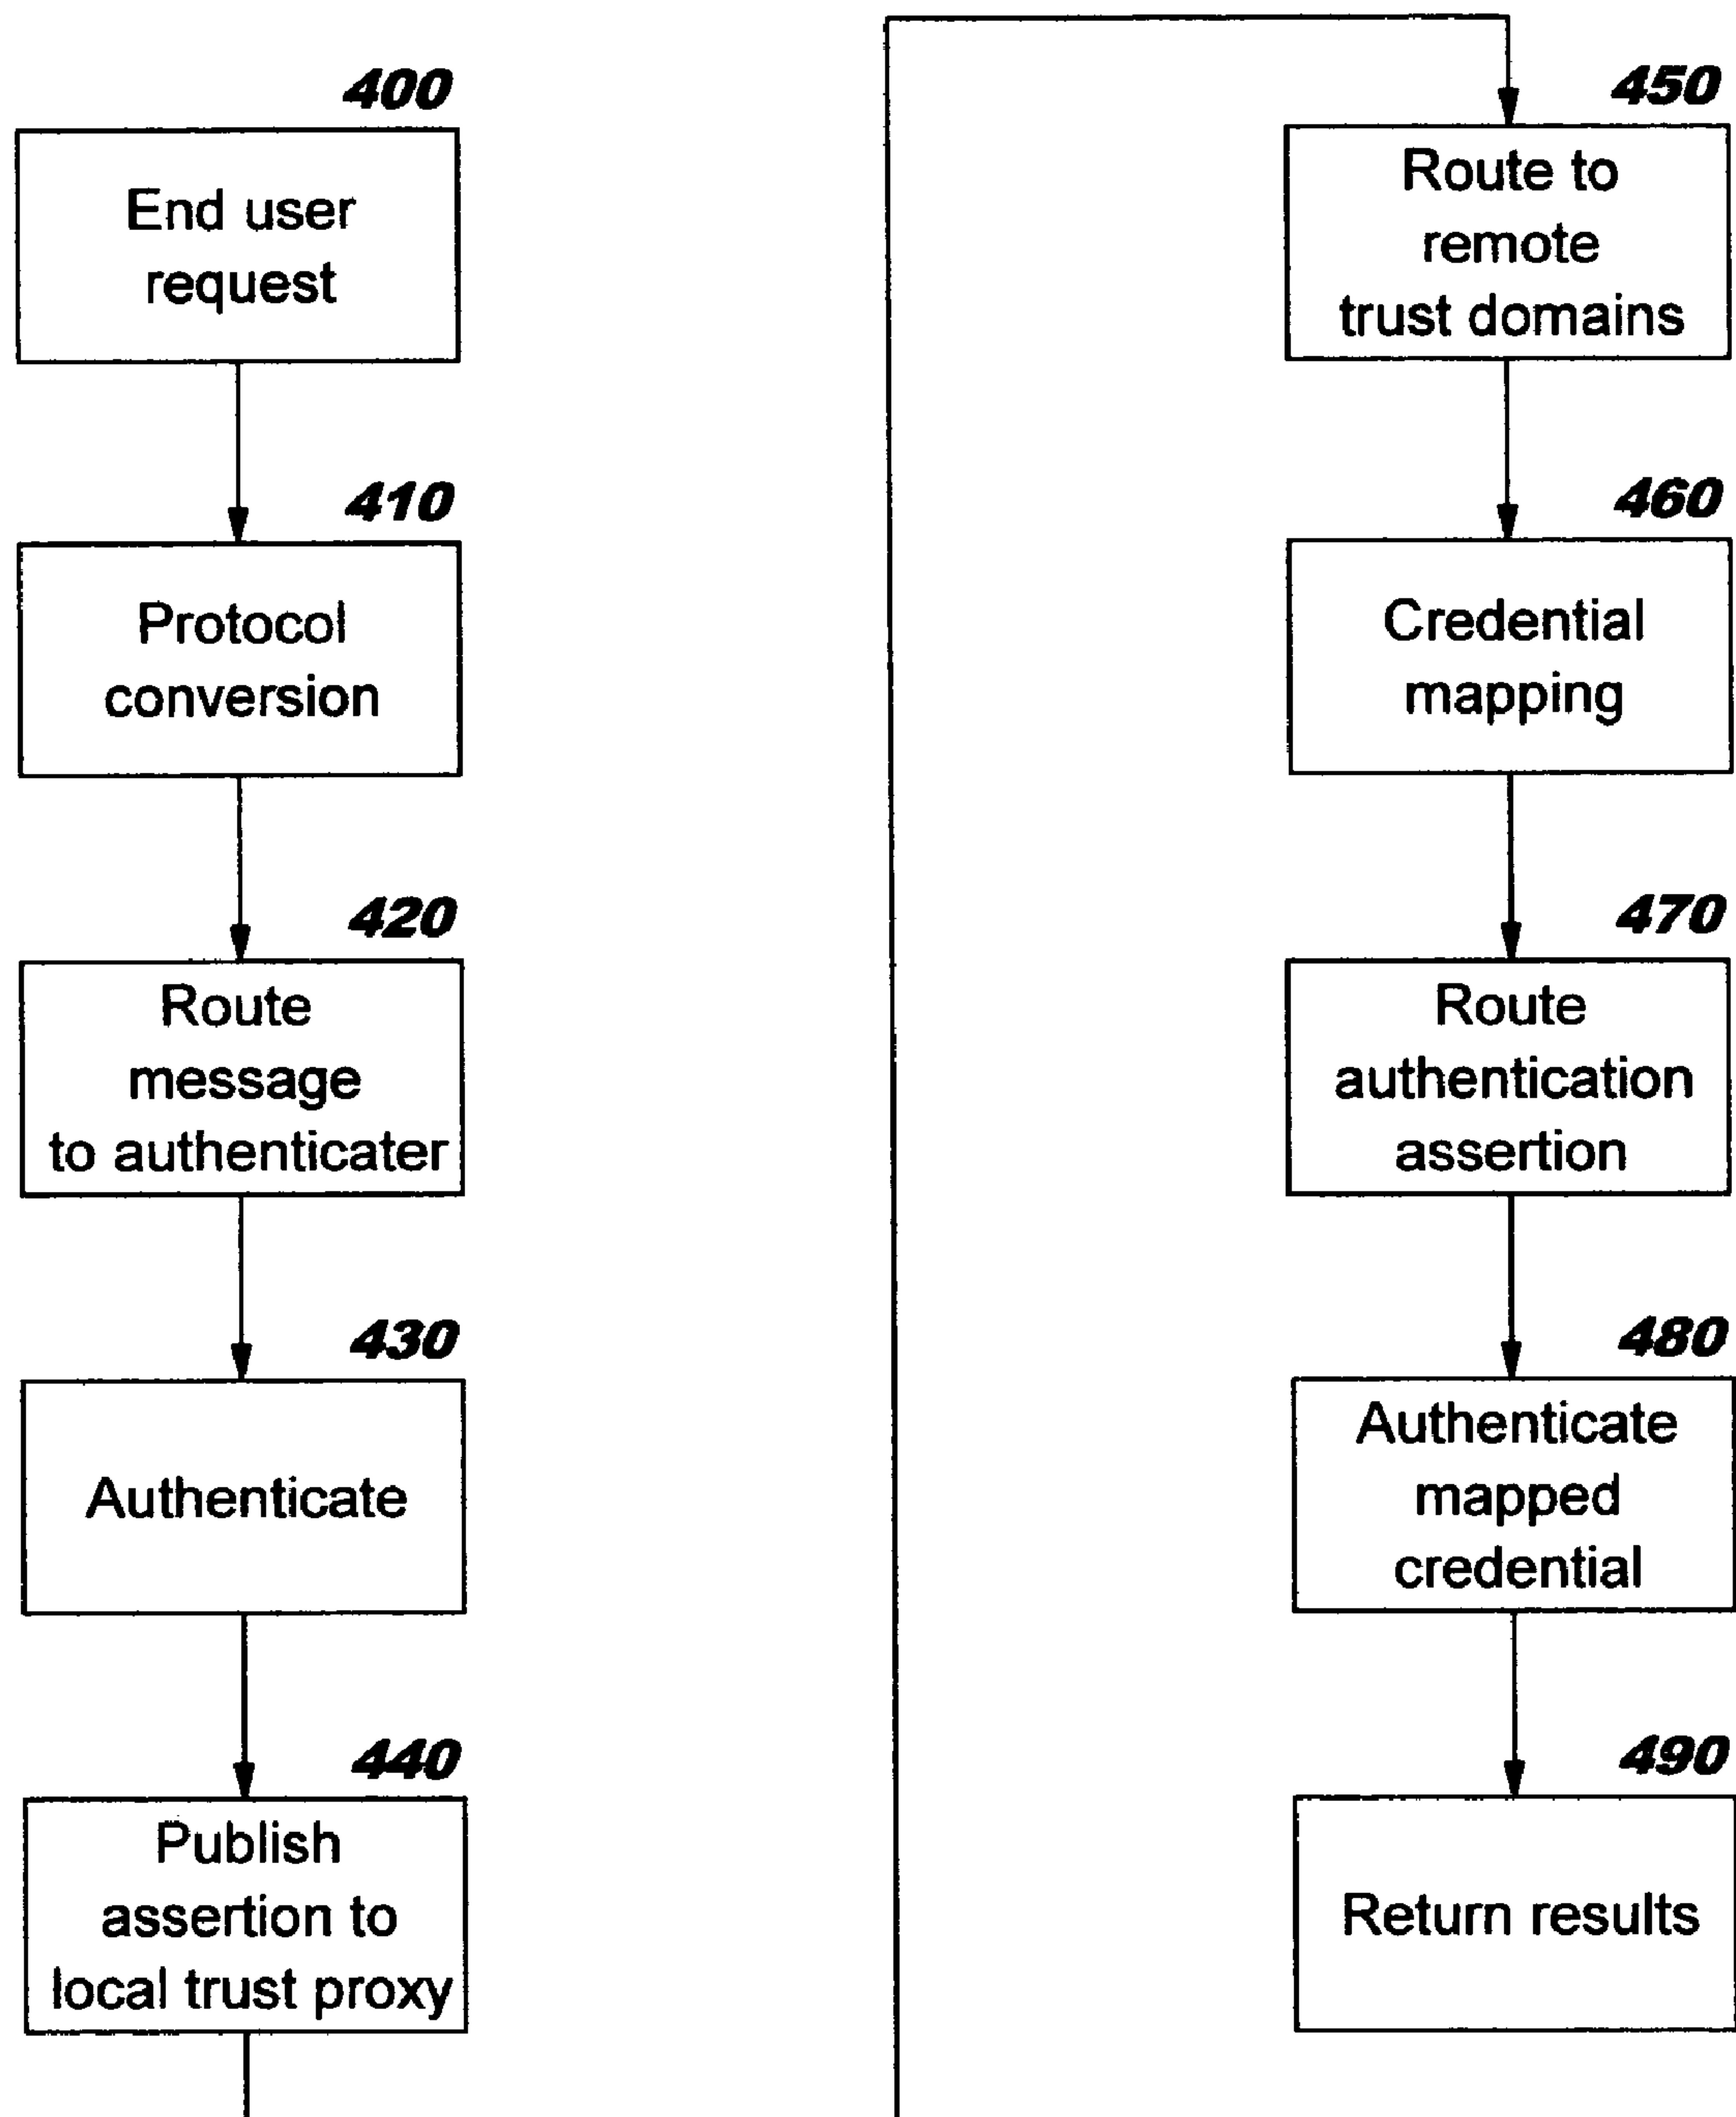 400
End user
request
410
Protocol
conversion
420
Route
message
to authenticater
430
Authenticate
440
Publish
assertion to
local trust proxy
450
Route to
remote
trust domains
460
Credential
mapping
470
Route
authentication
assertion
480
Authenticate
mapped
credential
490
Return results